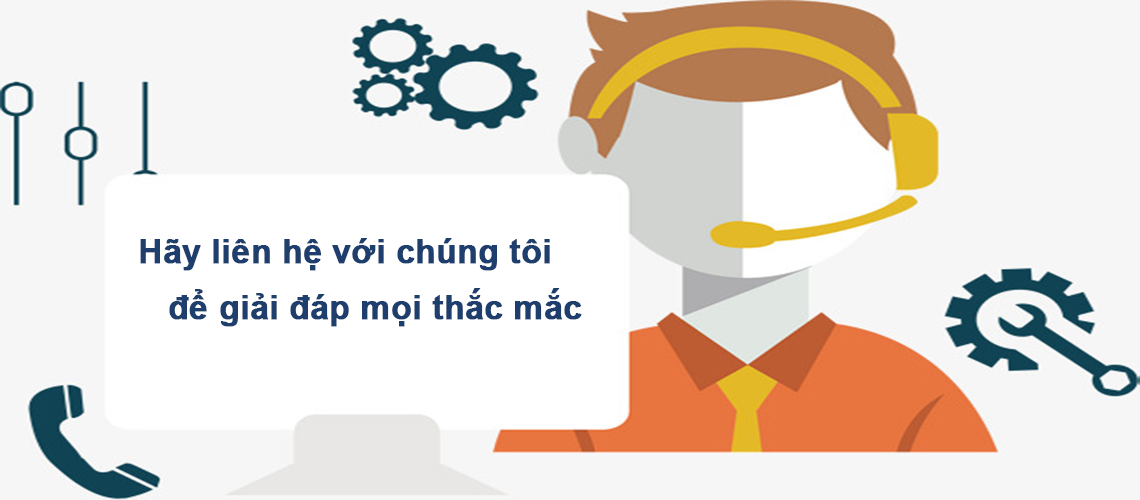 Hãy liên hệ với chúng tôi
để giải đáp mọi thắc mắc